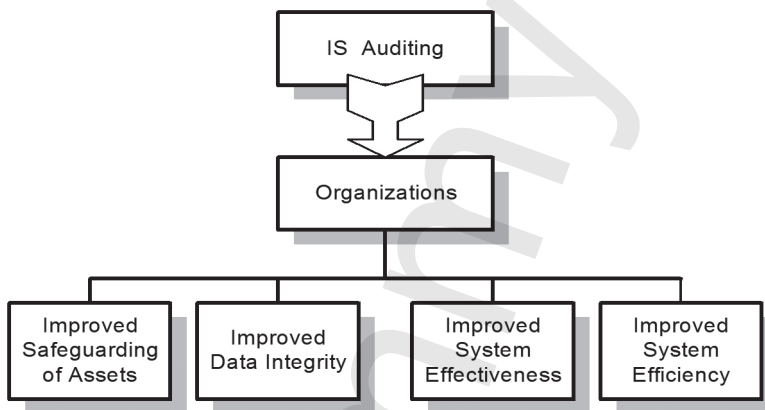 IS Auditing
Organizations
Improved
Safeguarding
of Assets
Improved
Data Integrity
Improved
System
Effectiveness
Improved
System
Efficiency